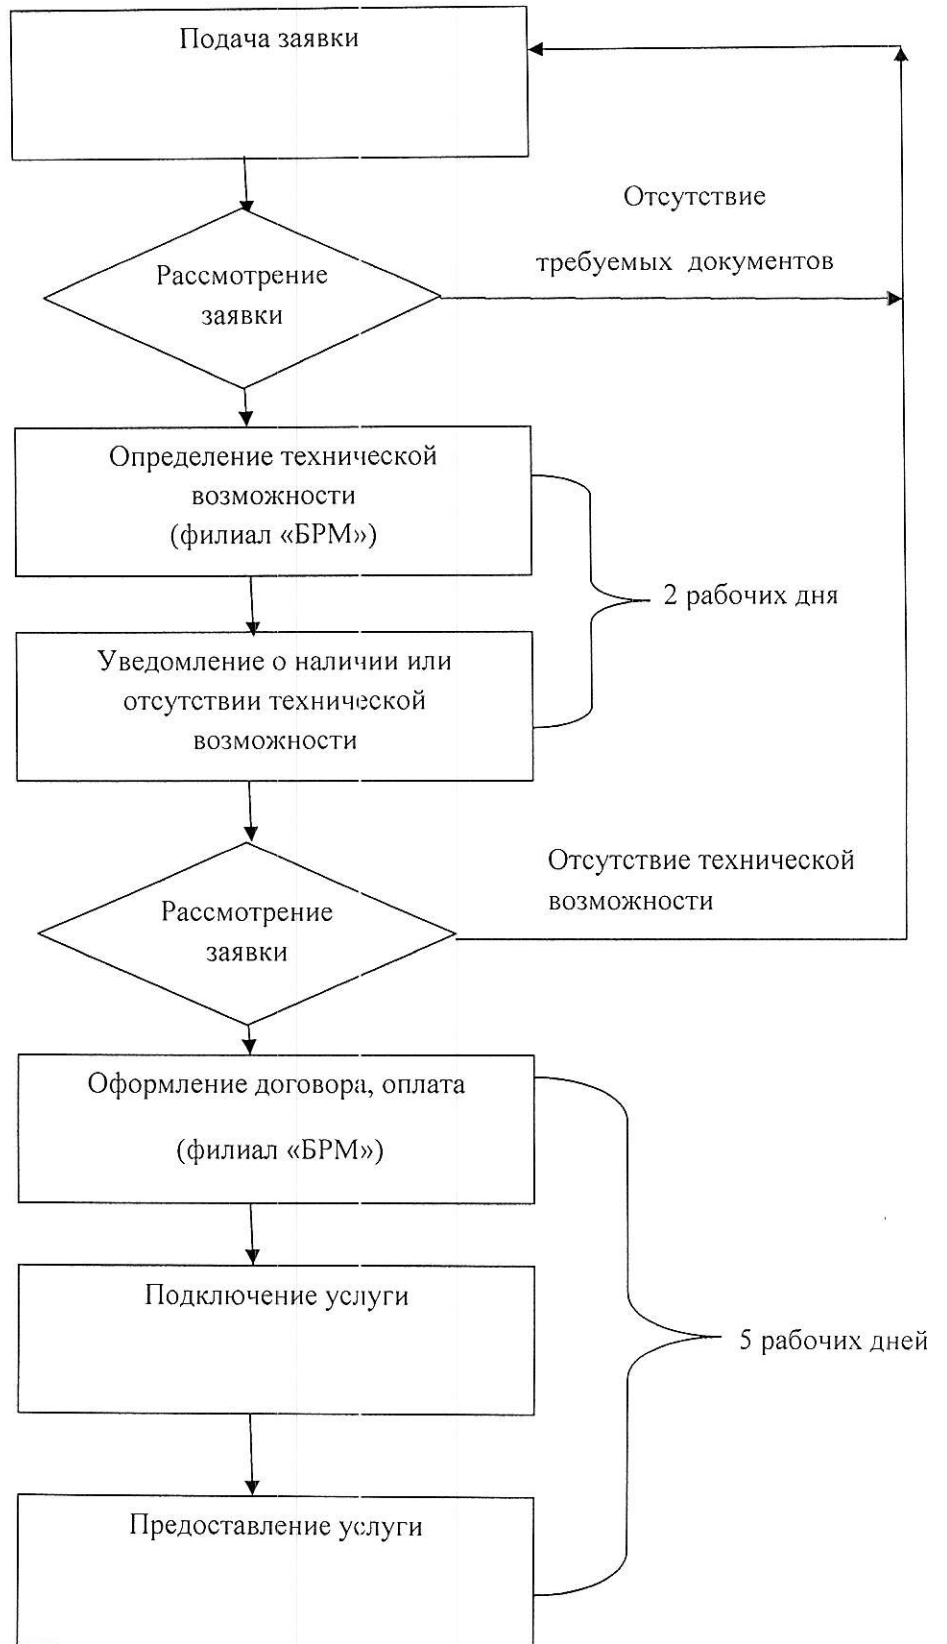 Подача заявки
Отсутствие
требуемых документов
Рассмотрение
заявки
Определение технической
возможности
(филиал «БРМ»)
2 рабочих дня
Уведомление о наличии или
отсутствии технической
возможности
Отсутствие технической
возможности
Рассмотрение
заявки
Оформление договора, оплата
(филиал «БРМ»)
Подключение услуги
5 рабочих дней
Предоставление услуги